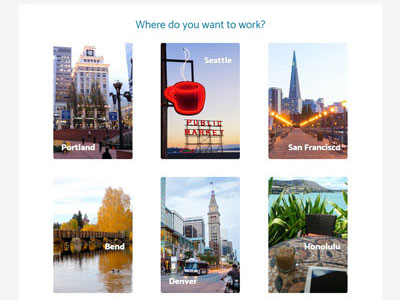 Where do you want to work?
Seattle
PUBLIC
MARKET
Portland
San Francisco
Bend
Honolulu
Denver